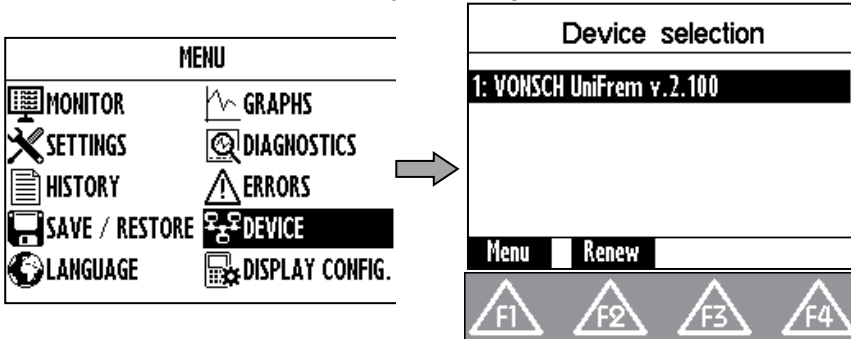 MENU
MONITOR
GRAPHS
SETTINGS
DIAGNOSTICS
HISTORY
ERRORS
SAVE / RESTORE
DEVICE
LANGUAGE
DISPLAY CONFIG.
Device selection
1: VONSCH UniFrem v.2.100
Menu Renew
F1 F2 F3 F4